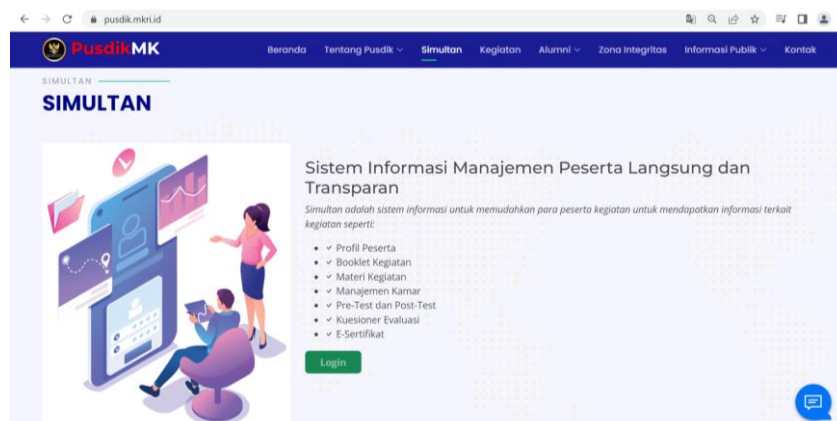 pusdik.mkri.id
PusdikMK
Beranda Tentang Pusdik Simultan Kegiatan Alumni Zona Integritas Informasi Publik Kontak
SIMULTAN
SIMULTAN
Sistem Informasi Manajemen Peserta Langsung dan
Transparan
Simultan adalah sistem informasi untuk memudahkan para peserta kegiatan untuk mendapatkan informasi terkait
kegiatan seperti:
Profil Peserta
Booklet Kegiatan
Materi Kegiatan
Manajemen Kamar
Pre-Test dan Post-Test
Kuesioner Evaluasi
E-Sertifikat
Login